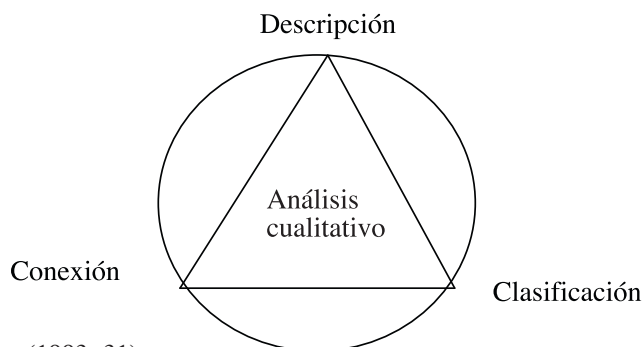 Descripción
Análisis
cualitativo
Conexión
Clasificación